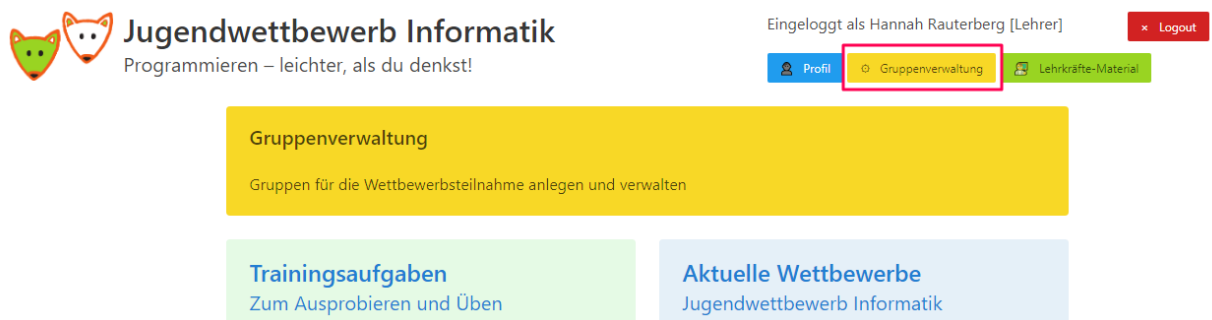 Jugendwettbewerb Informatik
Programmieren – leichter, als du denkst!
Eingeloggt als Hannah Rauterberg [Lehrer]
× Logout
Profil
Gruppenverwaltung
Lehrkräfte-Material
Gruppenverwaltung
Gruppen für die Wettbewerbsteilnahme anlegen und verwalten
Trainingsaufgaben
Zum Ausprobieren und Üben
Aktuelle Wettbewerbe
Jugendwettbewerb Informatik